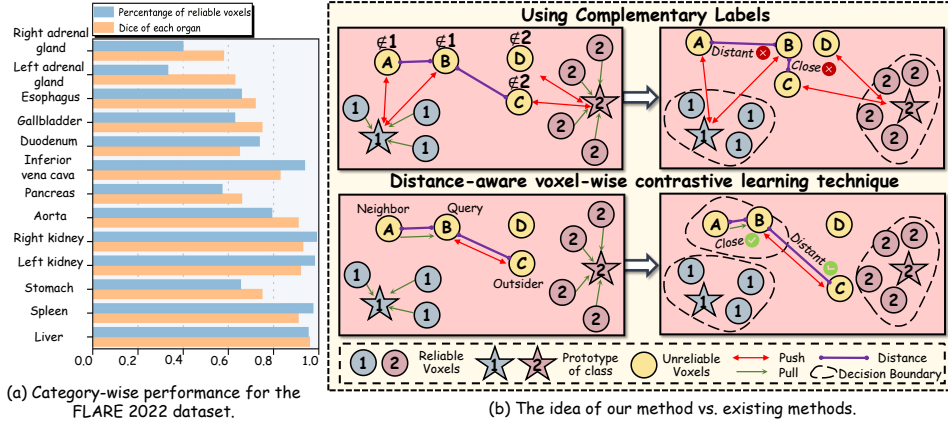 Percentange of reliable voxels
Dice of each organ
Right adrenal
gland
Left adrenal
gland
Esophagus
Gallbladder
Duodenum
Inferior
vena cava
Pancreas
Aorta
Right kidney
Left kidney
Stomach
Spleen
Liver
0.0 0.2 0.4 0.6 0.8 1.0
(a) Category-wise performance for the
FLARE 2022 dataset.
Using Complementary Labels
∉1 ∉1 ∉2 2
A B D 2
∉2
C 2
1 1 2
1 1 2
2
A B D
Distant
Close
C 2 2
1 2
1 1 2
1 2
Distance-aware voxel-wise contrastive learning technique
Neighbor Query
A B D 2
C 2
Outsider
1 1 2
1 1 2
2
A B D
Close
Distant
C 2 2
1 2
1 1 2
1 2
1 2 Reliable
Voxels
1 2 Prototype
of class
Unreliable
Voxels
Push
Pull
Distance
Decision Boundary
(b) The idea of our method vs. existing methods.